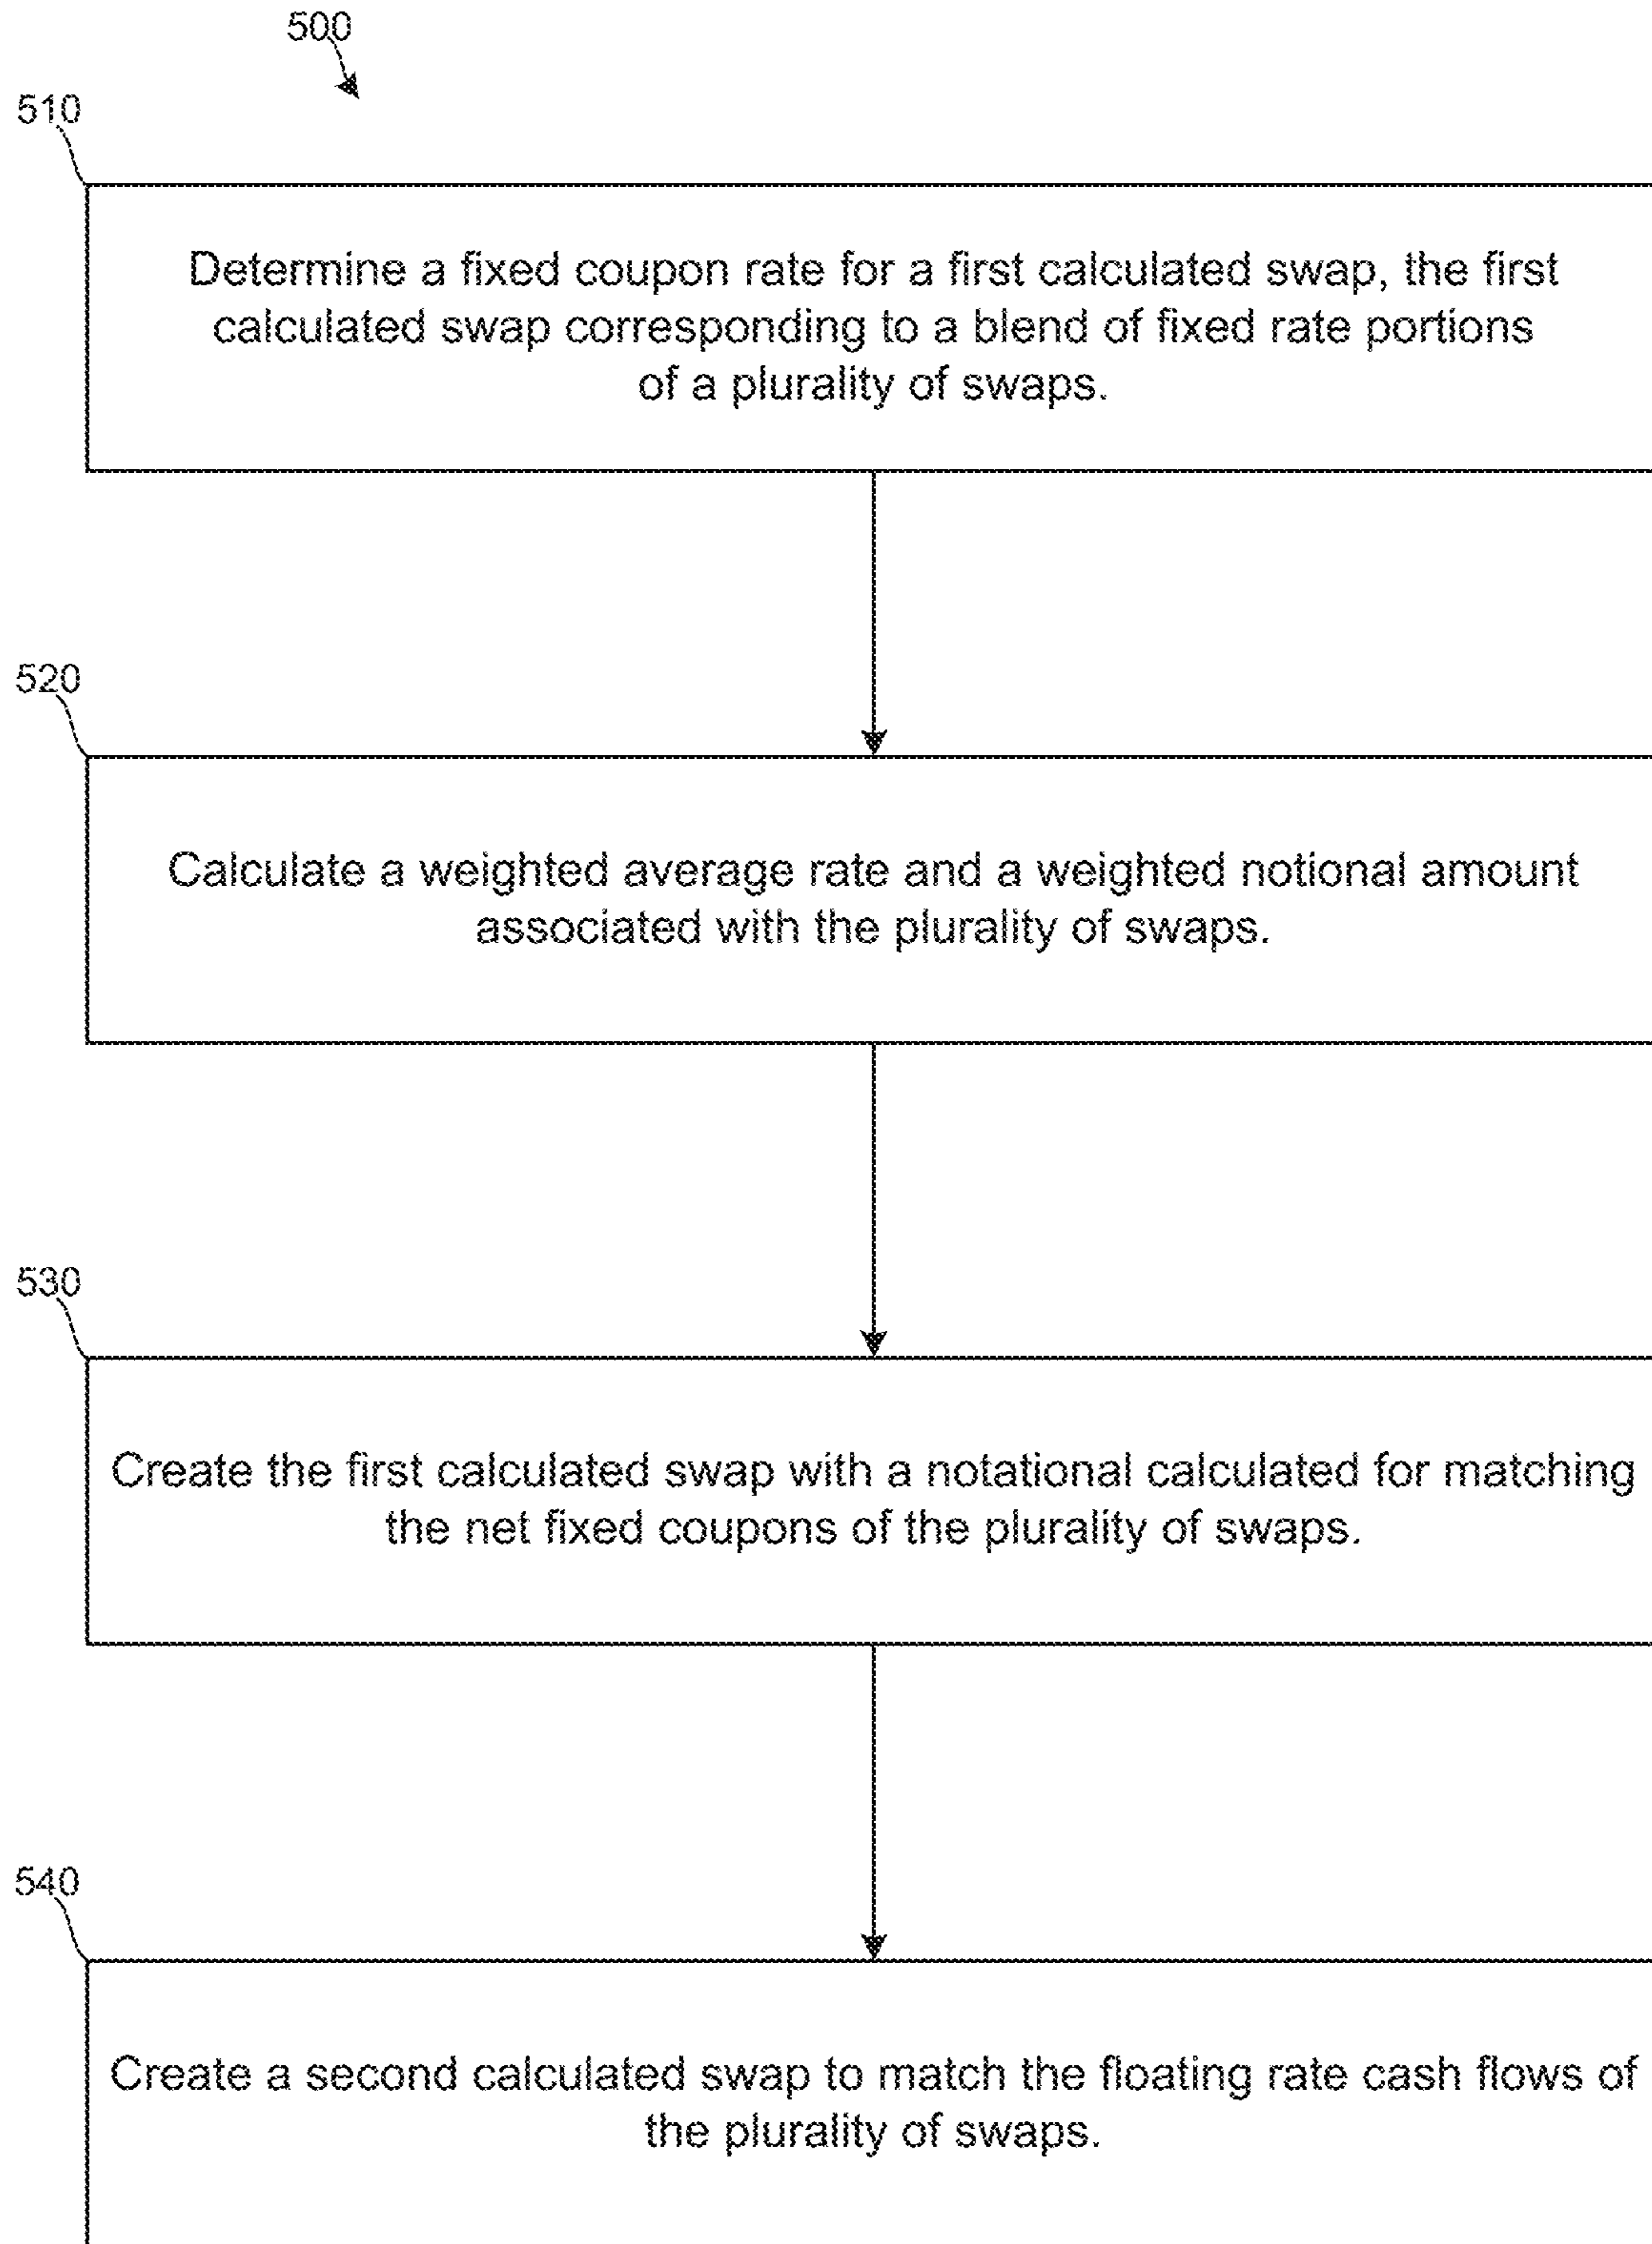 500
510
Determine a fixed coupon rate for a first calculated swap, the first
calculated swap corresponding to a blend of fixed rate portions
of a plurality of swaps.
520
Calculate a weighted average rate and a weighted notional amount
associated with the plurality of swaps.
530
Create the first calculated swap with a notational calculated for matching
the net fixed coupons of the plurality of swaps.
540
Create a second calculated swap to match the floating rate cash flows of
the plurality of swaps.